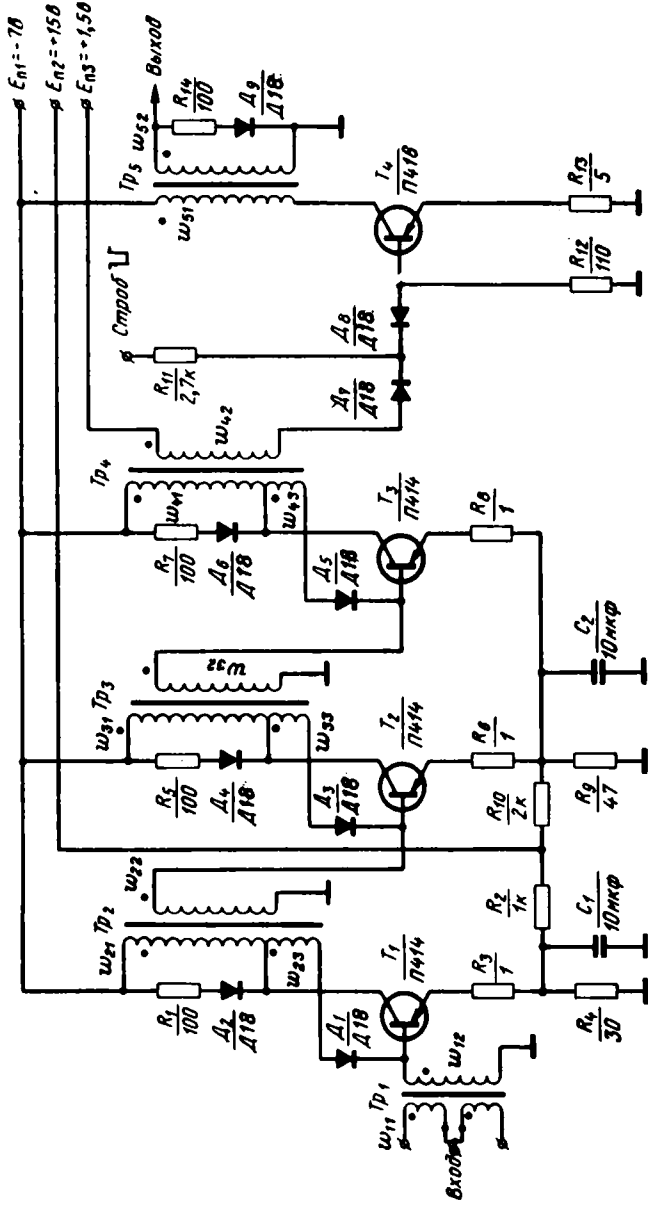 Eп1=-7В
Eп2=+15В
Eп3=+1,5В
Строб
Выход
Тр5
w51
w52
R14
100
Д9
Д18
Т4
П418
R13
5
R12
110
R11
2,7к
Д8
Д18
Д7
Д18
Тр4
w41
w42
w43
R7
100
Д6
Д18
Д5
Д18
Т3
П414
R8
1
С2
10мкф
Тр3
w31
w32
w33
R5
100
Д4
Д18
Д3
Д18
Т2
П414
R6
1
R10
2к
R9
47
Тр2
w21
w22
w23
R1
100
Д2
Д18
Д1
Д18
Т1
П414
R3
1
R2
1к
С1
10мкф
R4
30
Тр1
w11
w12
Вход